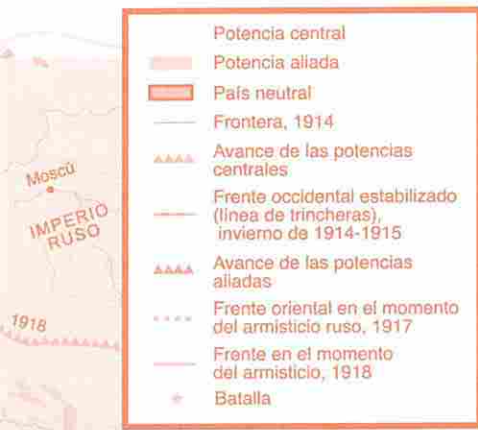 Moscú
IMPERIO
RUSO
1918
Potencia central
Potencia aliada
País neutral
Frontera, 1914
Avance de las potencias
centrales
Frente occidental estabilizado
(línea de trincheras),
invierno de 1914-1915
Avance de las potencias
aliadas
Frente oriental en el momento
del armisticio ruso, 1917
Frente en el momento
del armisticio, 1918
Batalla